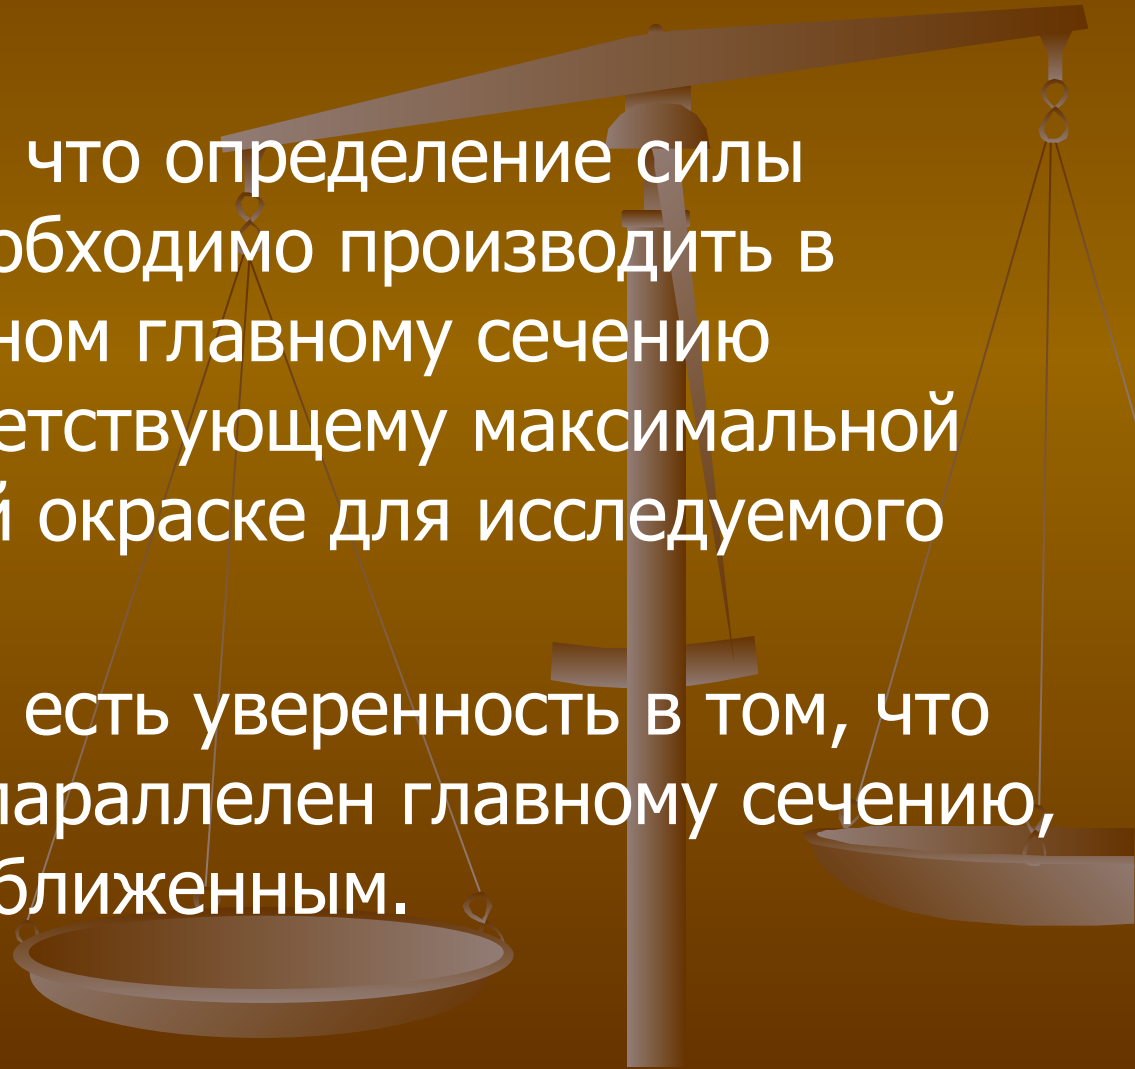 что определение силы
обходимо производить в
ном главному сечению
етствующему максимальной
й окраске для исследуемого
есть уверенность в том, что
параллелен главному сечению,
ближенным.